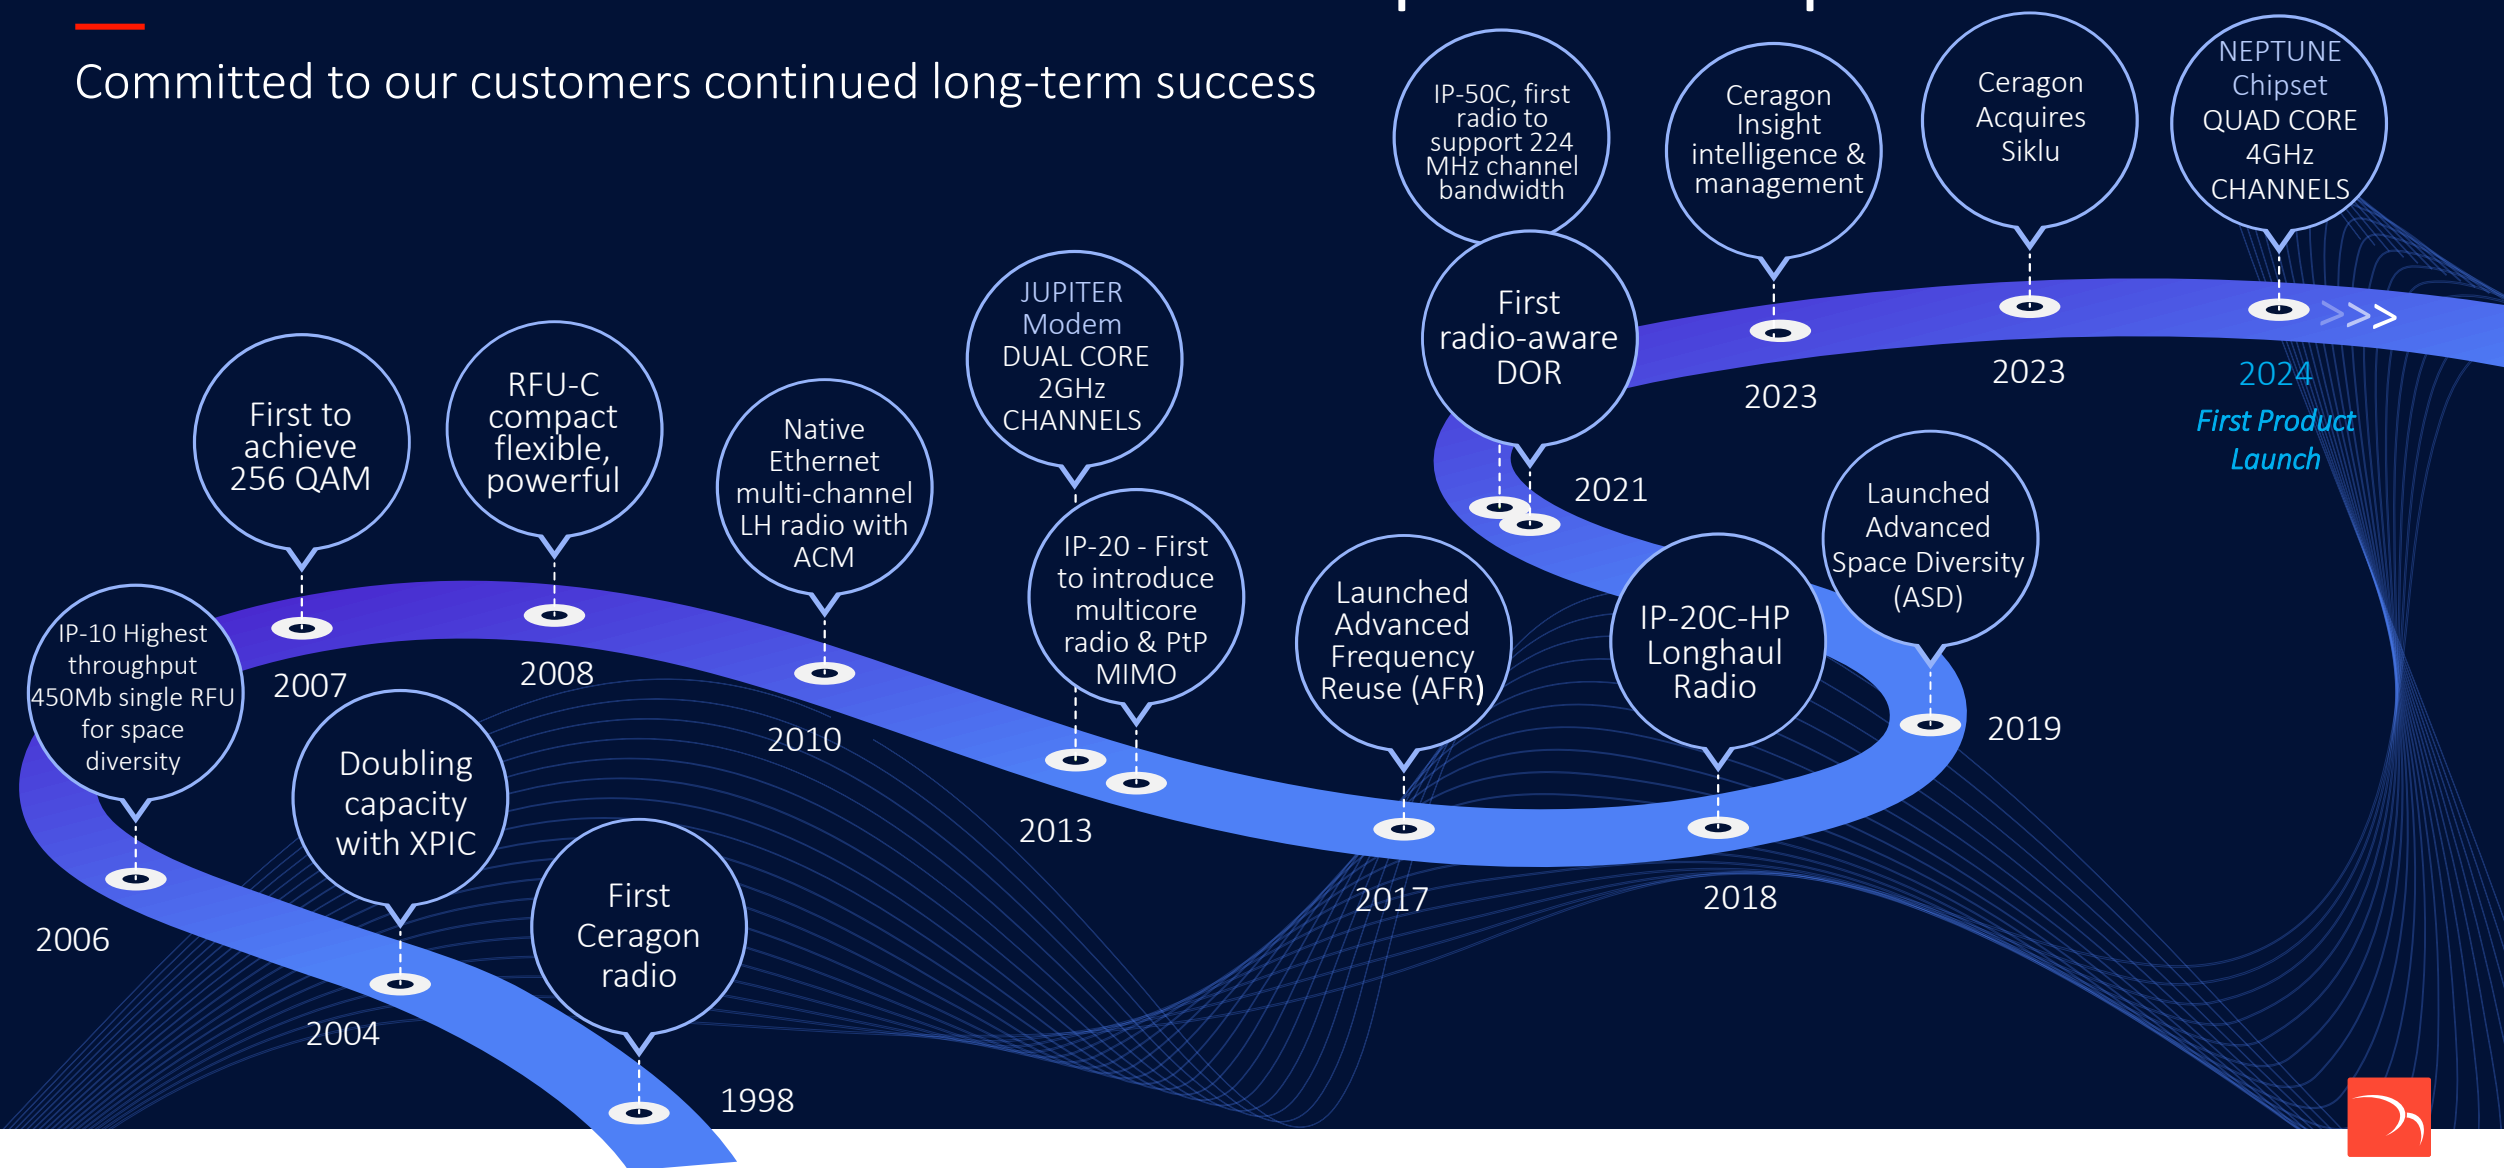 Committed to our customers continued long-term success
IP-50C, first
radio to
support 224
MHz channel
bandwidth
Ceragon
Insight
intelligence &
management
Ceragon
Acquires
Siklu
NEPTUNE
Chipset
QUAD CORE
4GHz
CHANNELS
First
radio-aware
DOR
2023
2023
2024
First Product
Launch
JUPITER
Modem
DUAL CORE
2GHz
CHANNELS
First to
achieve
256 QAM
RFU-C
compact
flexible,
powerful
Native
Ethernet
multi-channel
LH radio with
ACM
2021
Launched
Advanced
Space Diversity
(ASD)
IP-20 - First
to introduce
multicore
radio & PtP
MIMO
Launched
Advanced
Frequency
Reuse (AFR)
IP-20C-HP
Longhaul
Radio
IP-10 Highest
throughput
450Mb single RFU
for space
diversity
2007
2008
2010
2019
Doubling
capacity
with XPIC
2013
2017
2018
First
Ceragon
radio
2006
2004
1998
>>>